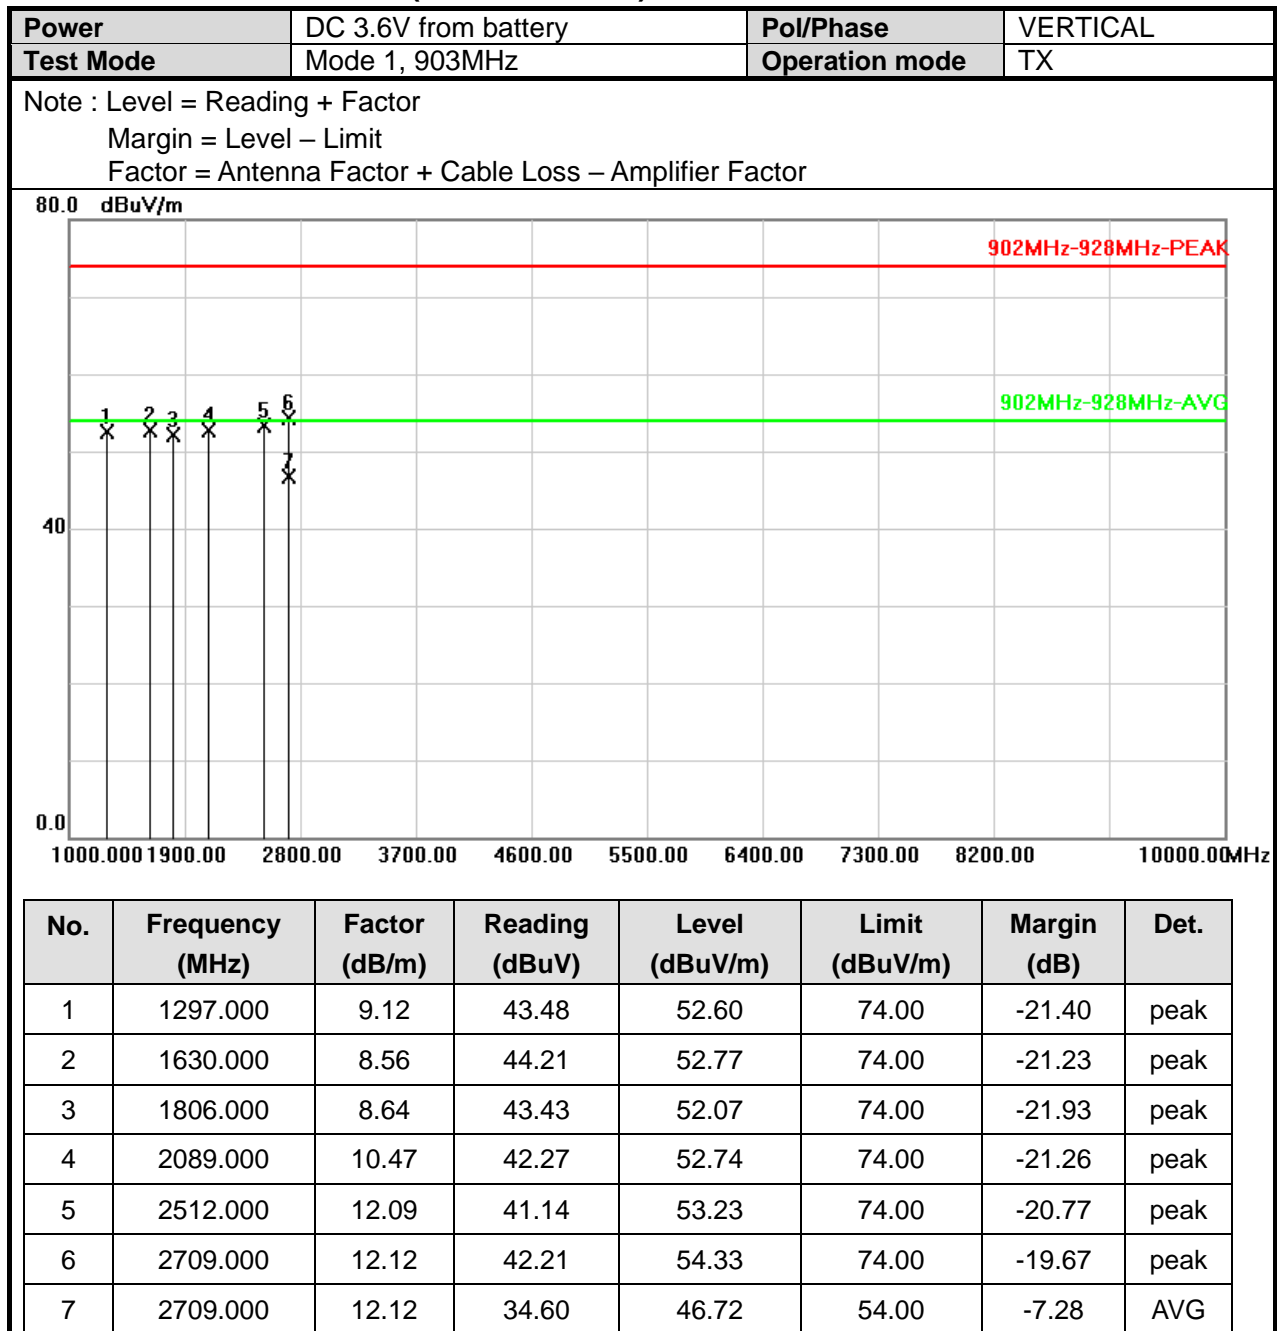 Power DC 3.6V from battery Pol/Phase VERTICAL
Test Mode Mode 1, 903MHz Operation mode TX
Note : Level = Reading + Factor
Margin = Level – Limit
Factor = Antenna Factor + Cable Loss – Amplifier Factor
80.0 dBuV/m
902MHz-928MHz-PEAK
902MHz-928MHz-AVG
1 2 3 4 5 6
7
40
0.0
1000.000 1900.00 2800.00 3700.00 4600.00 5500.00 6400.00 7300.00 8200.00 10000.00MHz
No. Frequency Factor Reading Level Limit Margin Det.
(MHz) (dB/m) (dBuV) (dBuV/m) (dBuV/m) (dB)
1 1297.000 9.12 43.48 52.60 74.00 -21.40 peak
2 1630.000 8.56 44.21 52.77 74.00 -21.23 peak
3 1806.000 8.64 43.43 52.07 74.00 -21.93 peak
4 2089.000 10.47 42.27 52.74 74.00 -21.26 peak
5 2512.000 12.09 41.14 53.23 74.00 -20.77 peak
6 2709.000 12.12 42.21 54.33 74.00 -19.67 peak
7 2709.000 12.12 34.60 46.72 54.00 -7.28 AVG